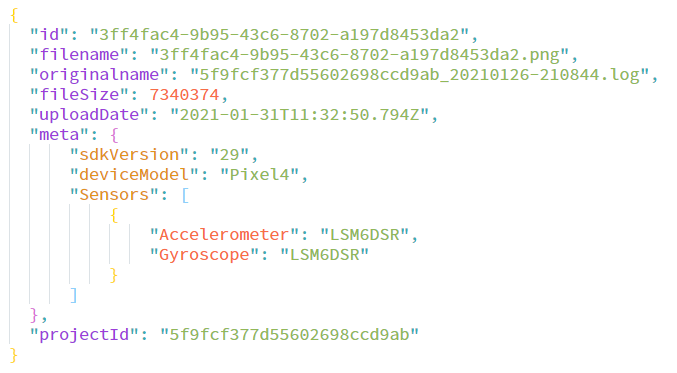 {
"id": "3ff4fac4-9b95-43c6-8702-a197d8453da2",
"filename": "3ff4fac4-9b95-43c6-8702-a197d8453da2.png",
"originalname": "5f9fcf377d55602698ccd9ab_20210126-210844.log",
"fileSize": 7340374,
"uploadDate": "2021-01-31T11:32:50.794Z",
"meta": {
"sdkVersion": "29",
"deviceModel": "Pixel4",
"Sensors": [
{
"Accelerometer": "LSM6DSR",
"Gyroscope": "LSM6DSR"
}
]
},
"projectId": "5f9fcf377d55602698ccd9ab"
}